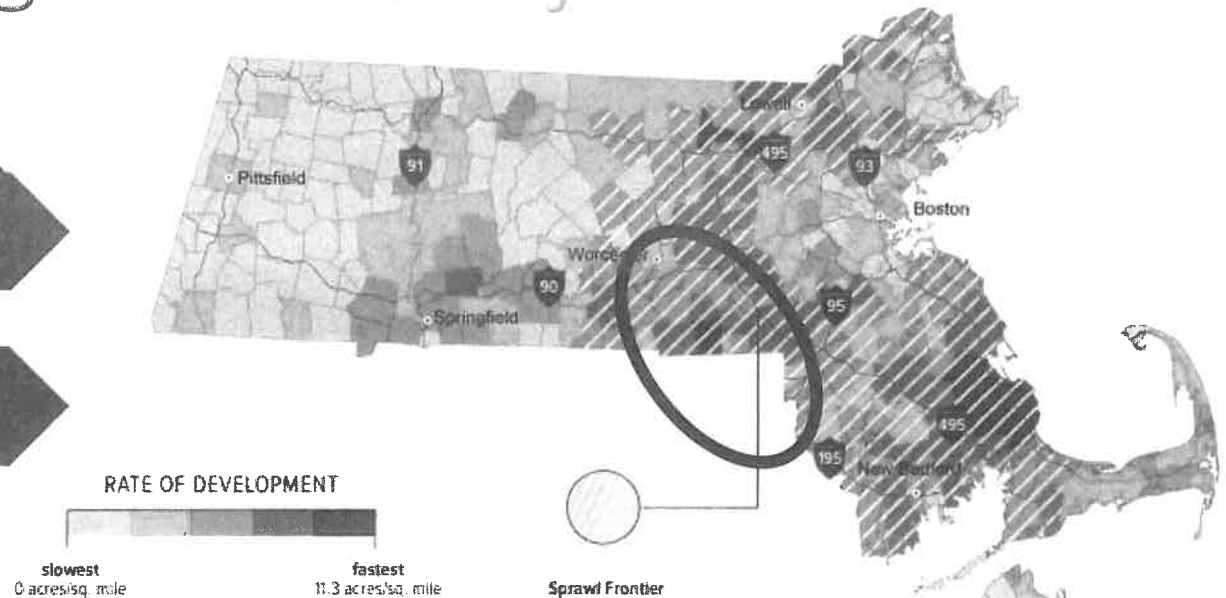 Lowell
495
93
91
Pittsfield
Boston
Worcester
90
95
Springfield
495
195
New Bedford
RATE OF DEVELOPMENT
slowest
fastest
0 acres/sq. mile
11.3 acres/sq. mile
Sprawl Frontier